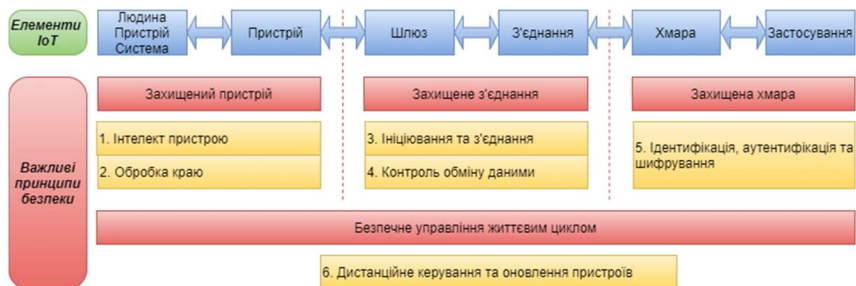 Елементи
IoT
Людина
Пристрій
Система
Пристрій
Шлюз
З'єднання
Хмара
Застосування
Важливі
принципи
безпеки
Захищений пристрій
Захищене з'єднання
Захищена хмара
1. Інтелект пристрою
2. Обробка краю
3. Ініціювання та з'єднання
4. Контроль обміну даними
5. Ідентифікація, аутентифікація та
шифрування
Безпечне управління життєвим циклом
6. Дистанційне керування та оновлення пристроїв